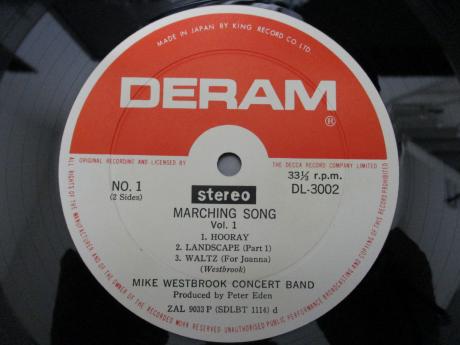 MADE IN JAPAN BY KING RECORD CO LTD.
DERAM
®
ORIGINAL RECORDING AND LICENSED BY THE DECCA RECORD COMPANY LIMITED
NO. 1
(2 Sides)
stereo
33⅓ r.p.m.
DL-3002
MARCHING SONG
Vol. 1
1. HOORAY
2. LANDSCAPE (Part 1)
3. WALTZ (For Joanna)
(Westbrook)
MIKE WESTBROOK CONCERT BAND
Produced by Peter Eden
ZAL 9033 P (SDLBT 1114) d
ALL RIGHTS OF THE MANUFACTURER AND OF THE OWNER OF THE RECORDED WORK RESERVED UNAUTHORISED PUBLIC PERFORMANCE BROADCASTING AND COPYING OF THIS RECORD PROHIBITED